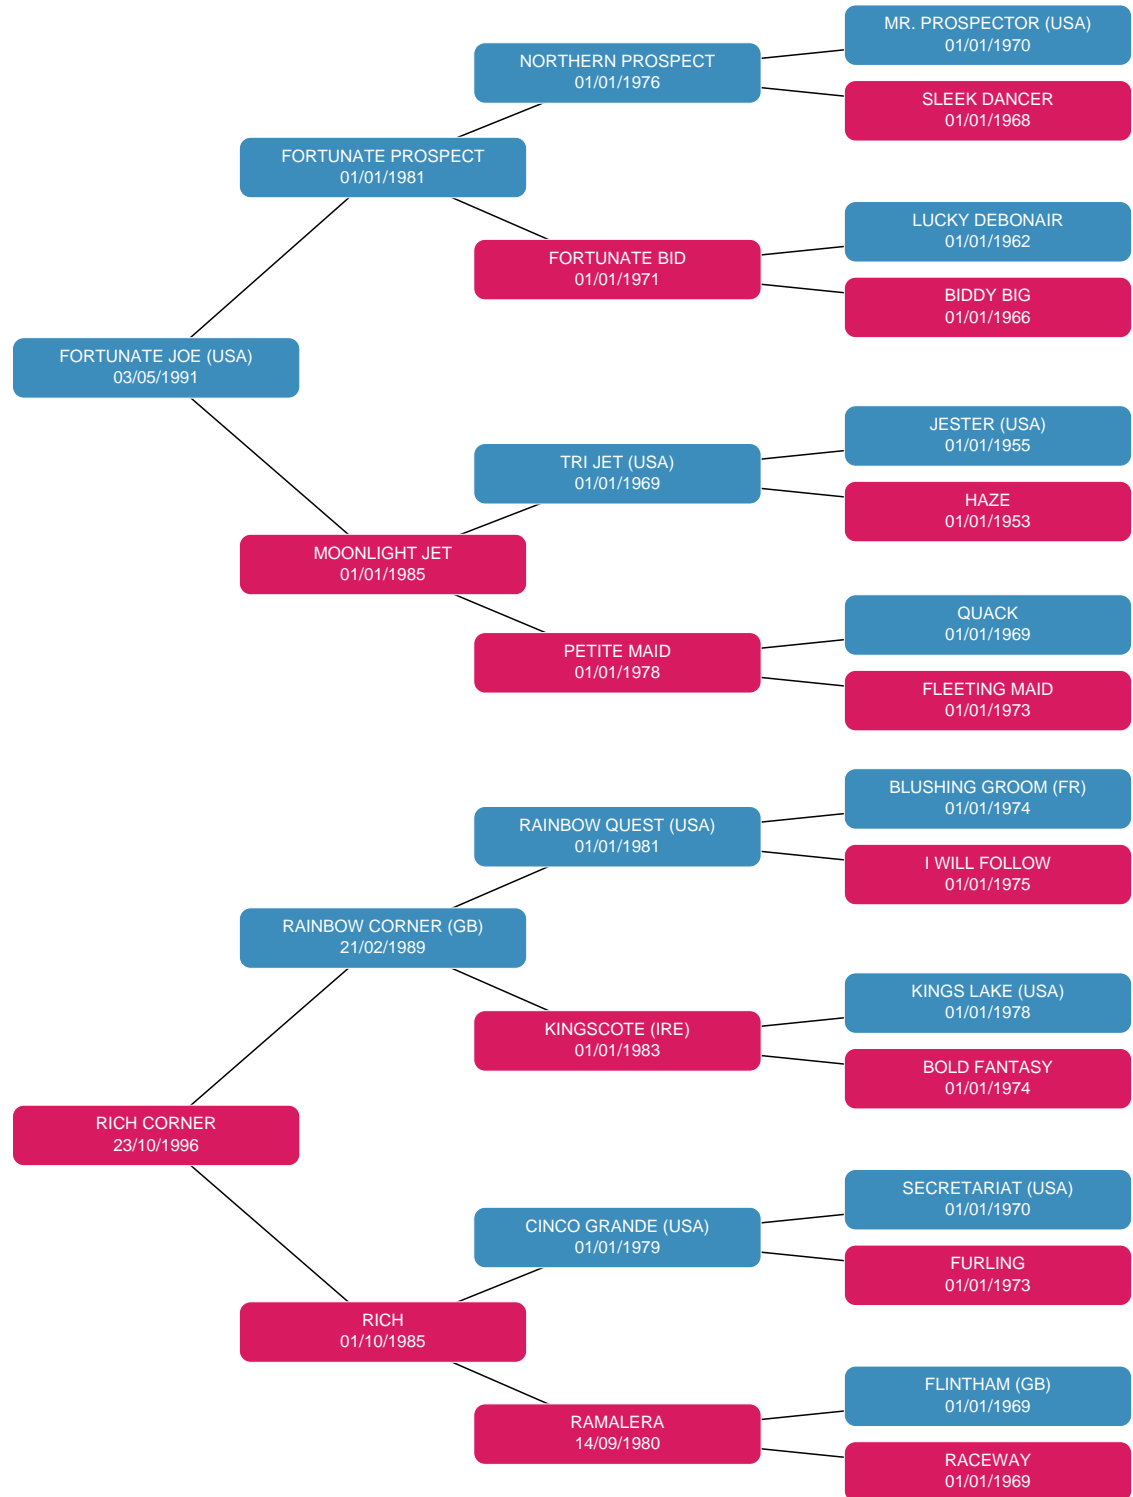 MR. PROSPECTOR (USA)
01/01/1970
NORTHERN PROSPECT
01/01/1976
SLEEK DANCER
01/01/1968
FORTUNATE PROSPECT
01/01/1981
LUCKY DEBONAIR
01/01/1962
FORTUNATE BID
01/01/1971
BIDDY BIG
01/01/1966
FORTUNATE JOE (USA)
03/05/1991
JESTER (USA)
01/01/1955
TRI JET (USA)
01/01/1969
HAZE
01/01/1953
MOONLIGHT JET
01/01/1985
QUACK
01/01/1969
PETITE MAID
01/01/1978
FLEETING MAID
01/01/1973
BLUSHING GROOM (FR)
01/01/1974
RAINBOW QUEST (USA)
01/01/1981
I WILL FOLLOW
01/01/1975
RAINBOW CORNER (GB)
21/02/1989
KINGS LAKE (USA)
01/01/1978
KINGSCOTE (IRE)
01/01/1983
BOLD FANTASY
01/01/1974
RICH CORNER
23/10/1996
SECRETARIAT (USA)
01/01/1970
CINCO GRANDE (USA)
01/01/1979
FURLING
01/01/1973
RICH
01/10/1985
FLINTHAM (GB)
01/01/1969
RAMALERA
14/09/1980
RACEWAY
01/01/1969